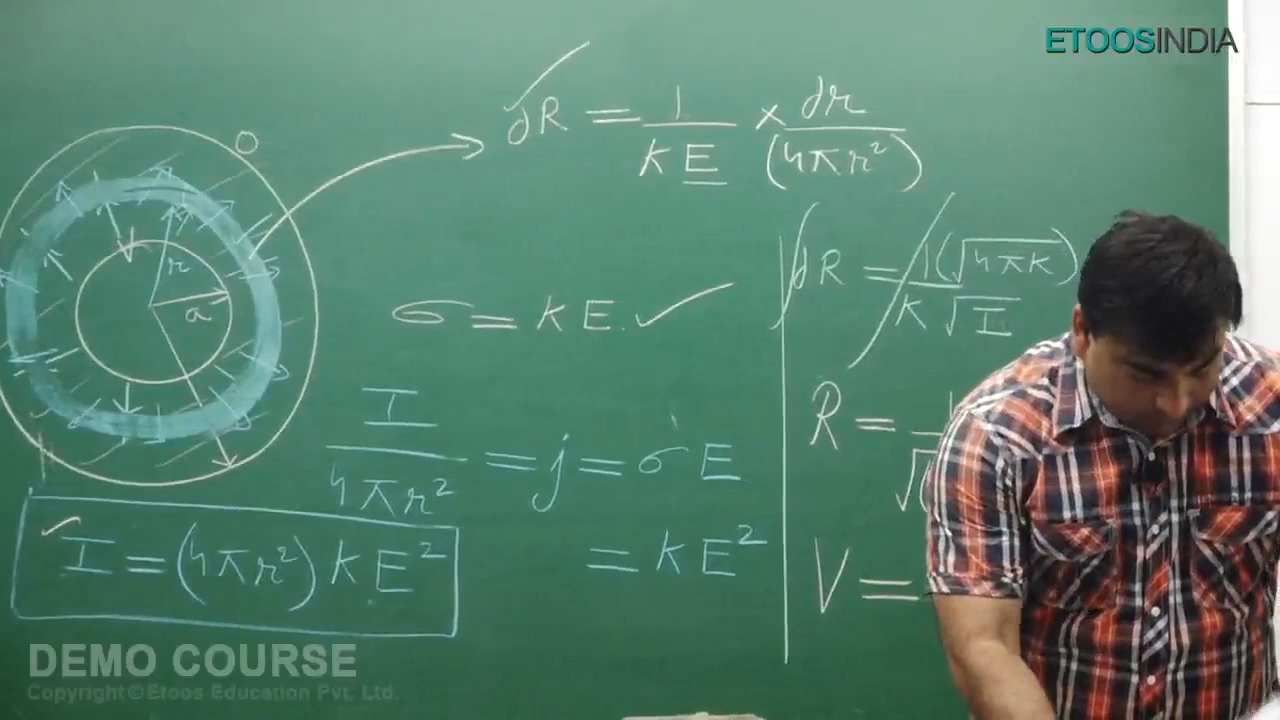 ETOOSINDIA
O
r
a
dR = 1/KE × dr/(4πr²)
σ = KE. ✓
I/4πr² = j = σE
= KE²
✓ I = (4πr²) KE²
dR = 1(√4πK)/K √I
R =
V =
DEMO COURSE
Copyright©Etoos Education Pvt. Ltd.